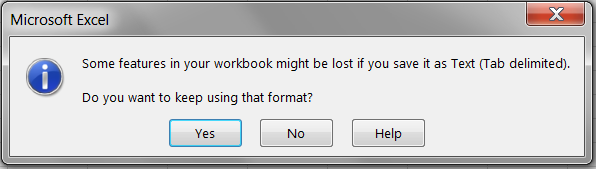 Microsoft Excel
Some features in your workbook might be lost if you save it as Text (Tab delimited).
Do you want to keep using that format?
Yes No Help